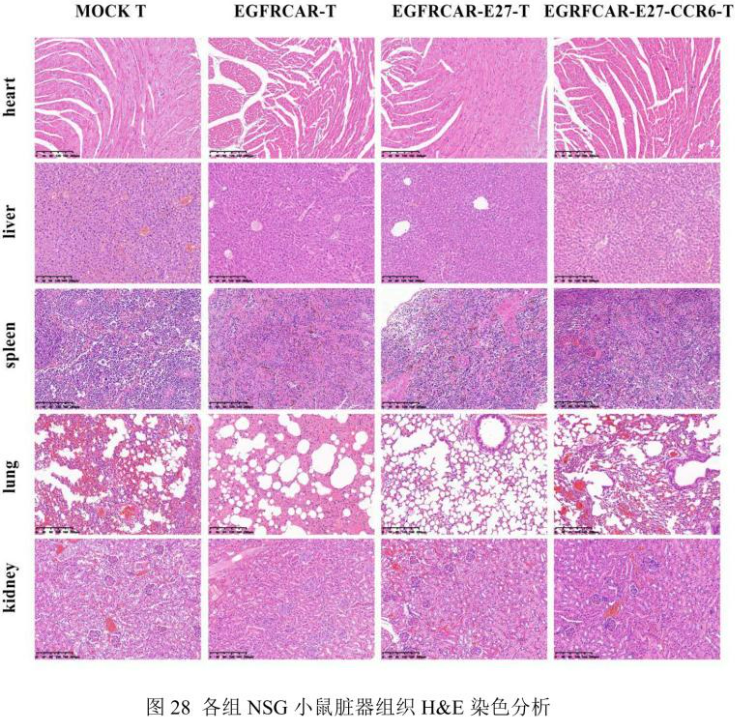 MOCK T EGFRCAR-T EGFRCAR-E27-T EGRFCAR-E27-CCR6-T
heart
liver
spleen
lung
kidney
图 28 各组 NSG 小鼠脏器组织 H&E 染色分析